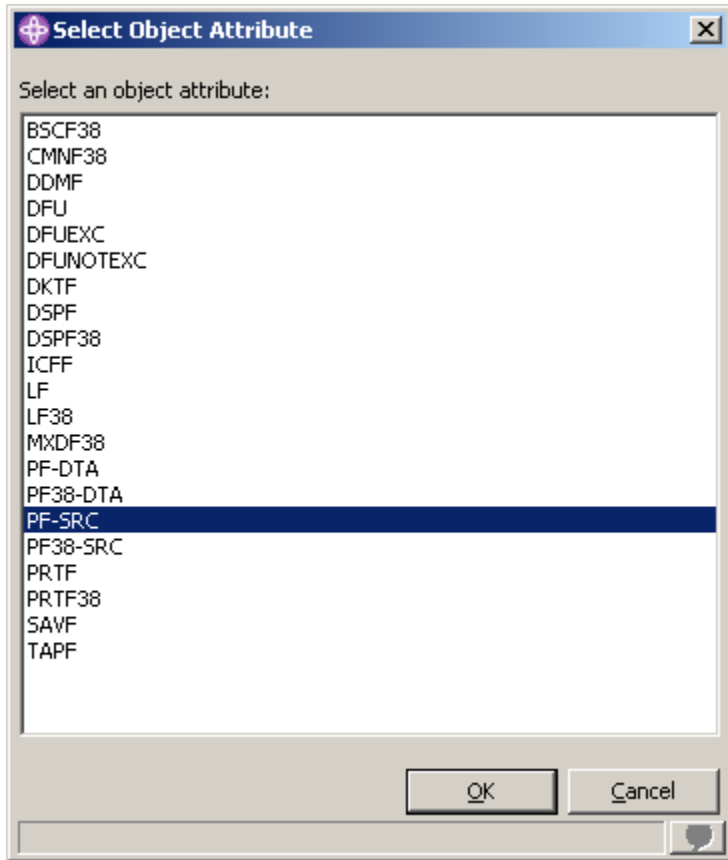 Select Object Attribute
Select an object attribute:
BSCF38
CMNF38
DDMF
DFU
DFUEXC
DFUNOTEXC
DKTF
DSPF
DSPF38
ICFF
LF
LF38
MXDF38
PF-DTA
PF38-DTA
PF-SRC
PF38-SRC
PRTF
PRTF38
SAVF
TAPF
OK Cancel